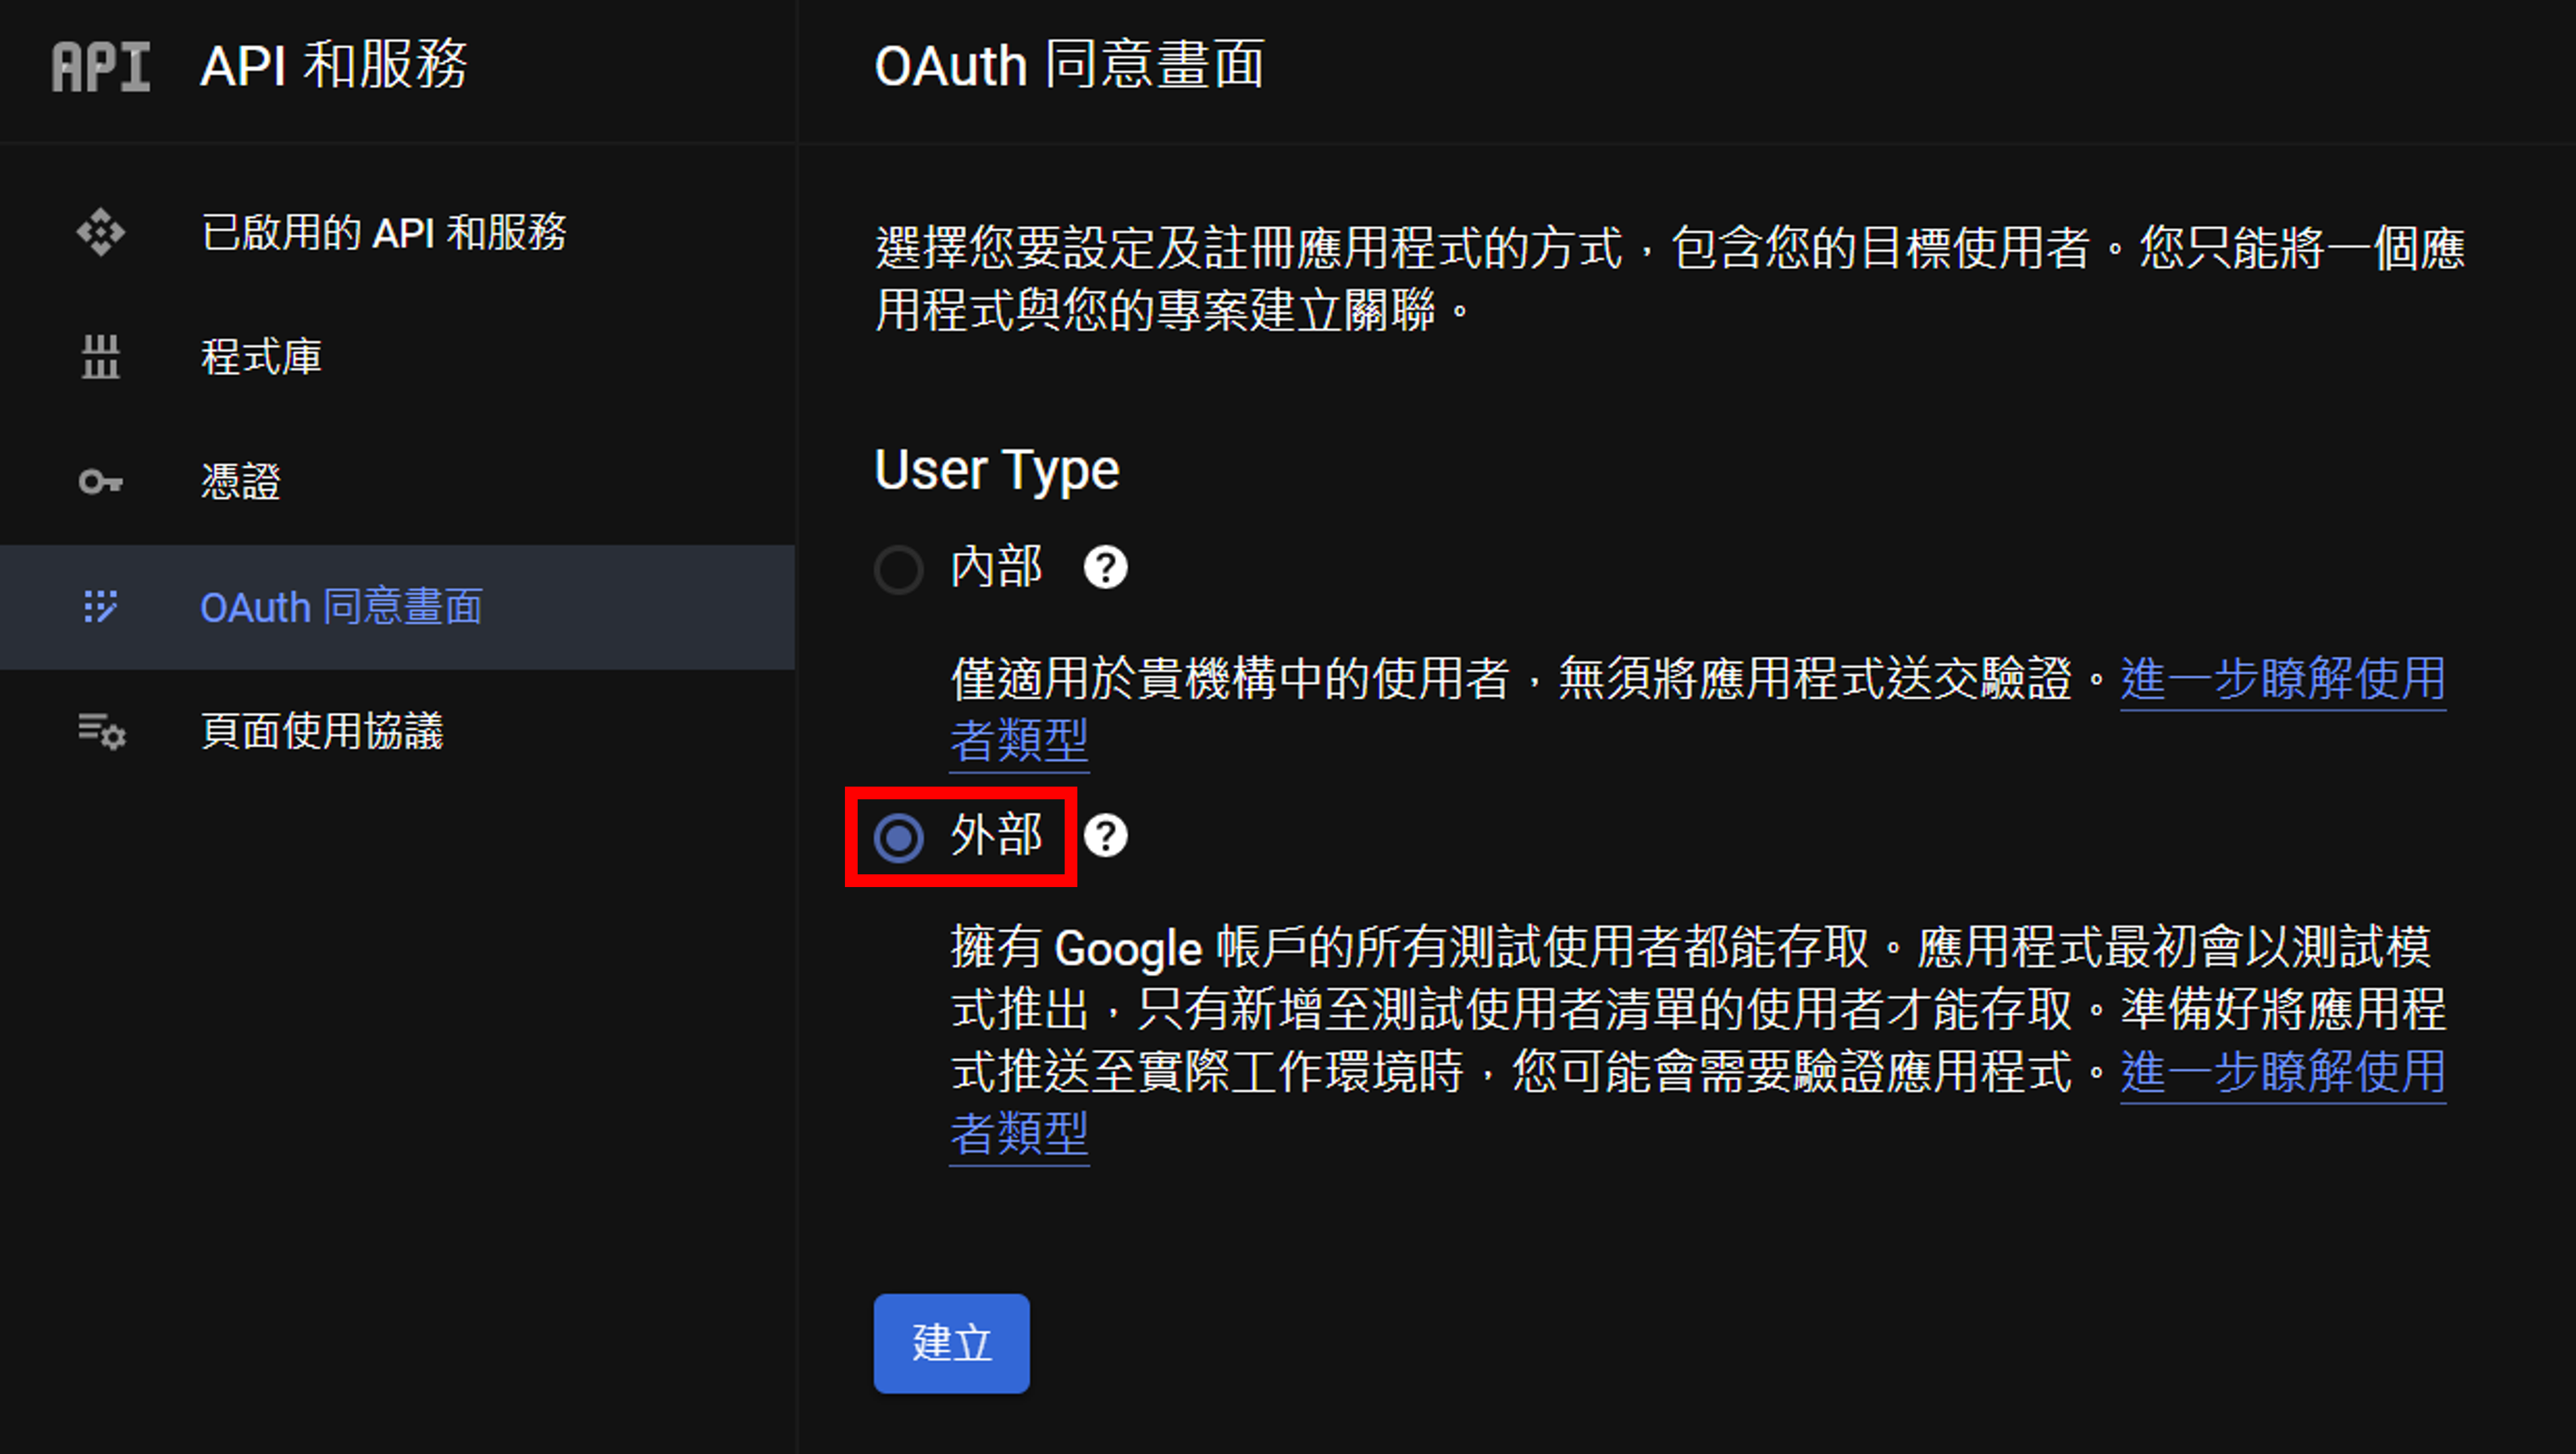 API API 和服務
已啟用的 API 和服務
程式庫
憑證
OAuth 同意畫面
頁面使用協議
OAuth 同意畫面
選擇您要設定及註冊應用程式的方式，包含您的目標使用者。您只能將一個應
用程式與您的專案建立關聯。
User Type
內部
僅適用於貴機構中的使用者，無須將應用程式送交驗證。進一步瞭解使用
者類型
外部
擁有 Google 帳戶的所有測試使用者都能存取。應用程式最初會以測試模
式推出，只有新增至測試使用者清單的使用者才能存取。準備好將應用程
式推送至實際工作環境時，您可能會需要驗證應用程式。進一步瞭解使用
者類型
建立